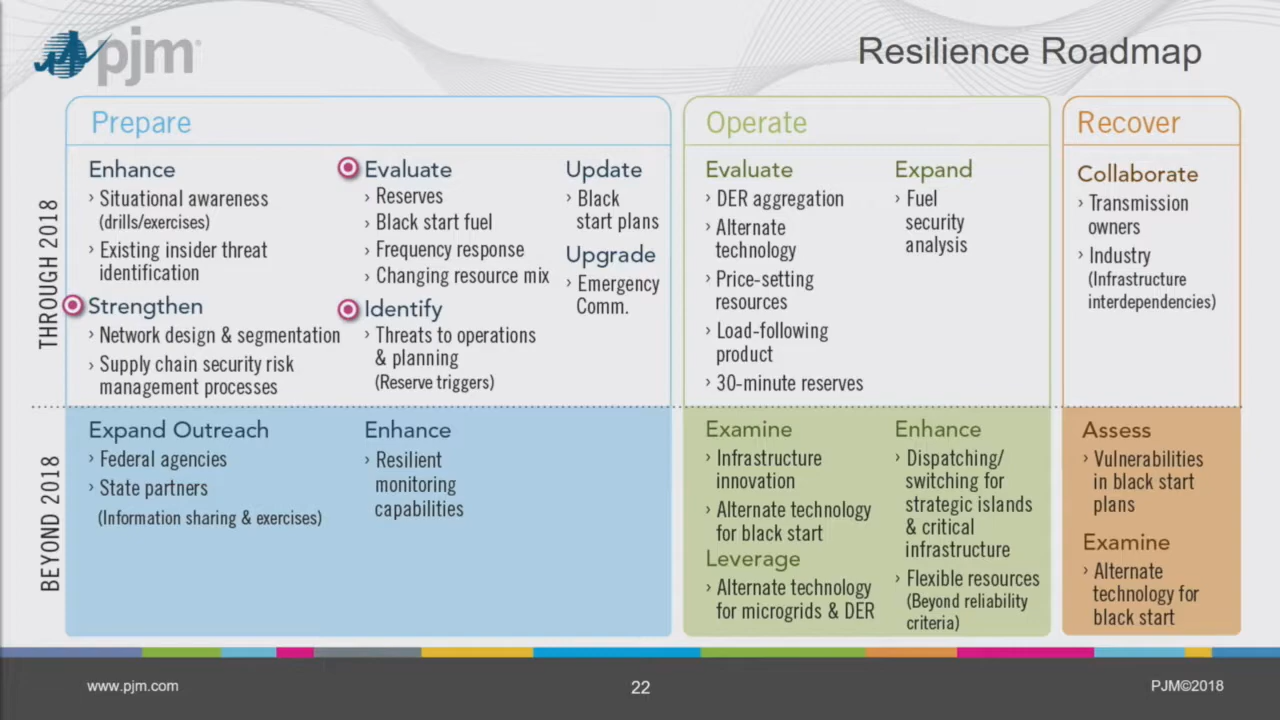 pjm
Resilience Roadmap
Prepare
THROUGH 2018
Enhance
› Situational awareness
(drills/exercises)
› Existing insider threat
identification
Strengthen
› Network design & segmentation
› Supply chain security risk
management processes
Evaluate
› Reserves
› Black start fuel
› Frequency response
› Changing resource mix
Identify
› Threats to operations
& planning
(Reserve triggers)
Update
› Black
start plans
Upgrade
› Emergency
Comm.
Operate
Evaluate
› DER aggregation
› Alternate
technology
› Price-setting
resources
› Load-following
product
› 30-minute reserves
Expand
› Fuel
security
analysis
Recover
Collaborate
› Transmission
owners
› Industry
(Infrastructure
interdependencies)
BEYOND 2018
Expand Outreach
› Federal agencies
› State partners
(Information sharing & exercises)
Enhance
› Resilient
monitoring
capabilities
Examine
› Infrastructure
innovation
› Alternate technology
for black start
Leverage
› Alternate technology
for microgrids & DER
Enhance
› Dispatching/
switching for
strategic islands
& critical
infrastructure
› Flexible resources
(Beyond reliability
criteria)
Assess
› Vulnerabilities
in black start
plans
Examine
› Alternate
technology for
black start
www.pjm.com
22
PJM©2018